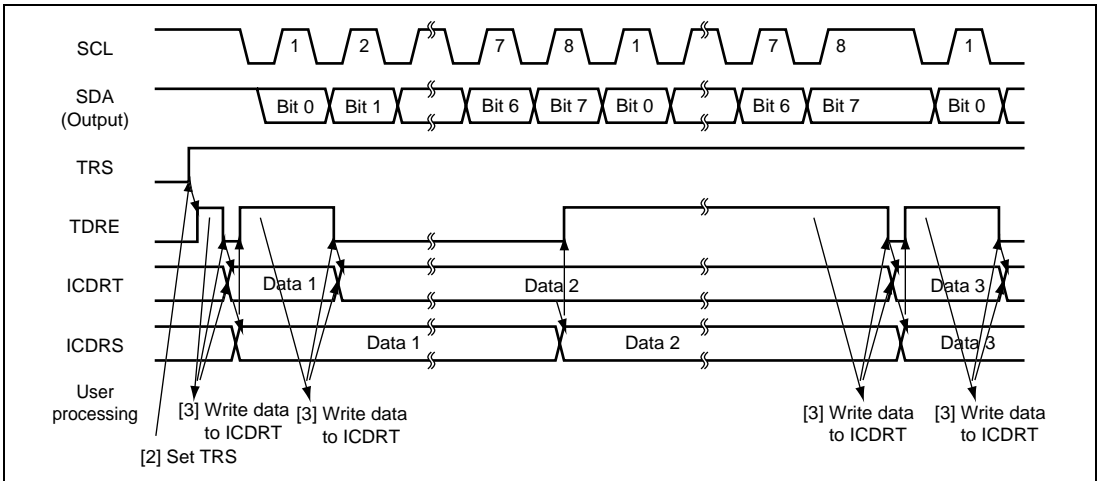 SCL 1 2 7 8 1 7 8 1
SDA
(Output)
Bit 0 Bit 1 Bit 6 Bit 7 Bit 0 Bit 6 Bit 7 Bit 0
TRS
TDRE
ICDRT Data 1 Data 2 Data 3
ICDRS Data 1 Data 2 Data 3
User
processing
[3] Write data
to ICDRT
[3] Write data
to ICDRT
[3] Write data
to ICDRT
[3] Write data
to ICDRT
[2] Set TRS